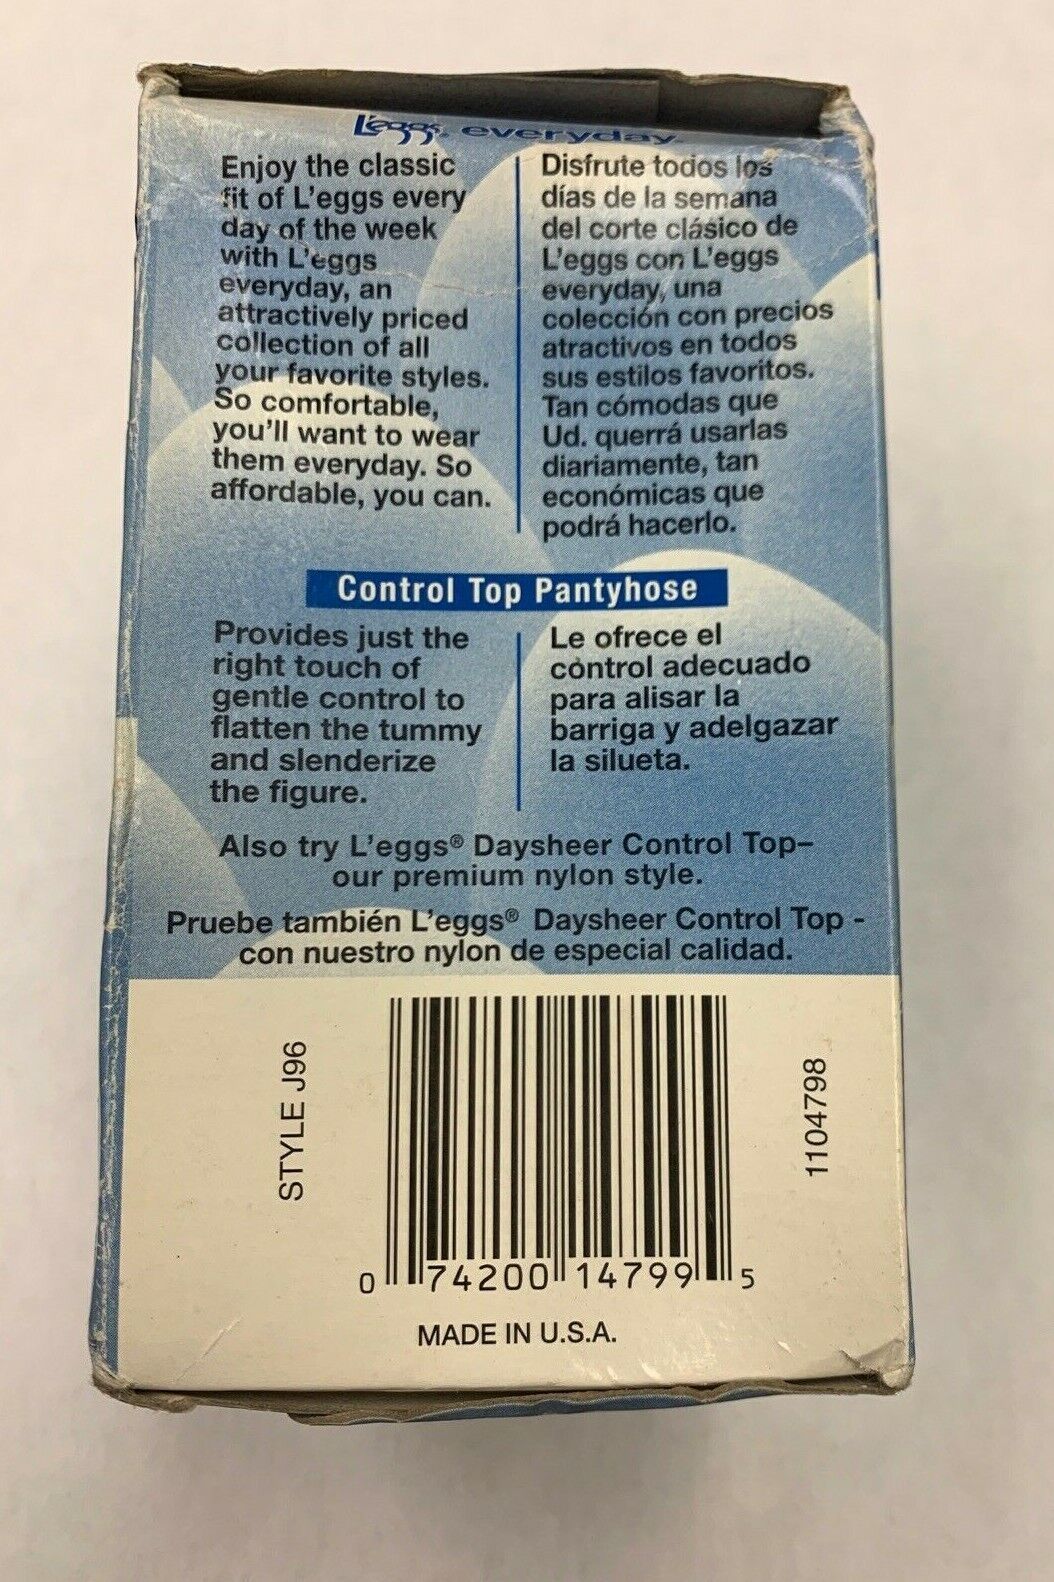 L'eggs® everyday™
Enjoy the classic
fit of L'eggs every
day of the week
with L'eggs
everyday, an
attractively priced
collection of all
your favorite styles.
So comfortable,
you'll want to wear
them everyday. So
affordable, you can.
Disfrute todos los
días de la semana
del corte clásico de
L'eggs con L'eggs
everyday, una
colección con precios
atractivos en todos
sus estilos favoritos.
Tan cómodas que
Ud. querrá usarlas
diariamente, tan
económicas que
podrá hacerlo.
Control Top Pantyhose
Provides just the
right touch of
gentle control to
flatten the tummy
and slenderize
the figure.
Le ofrece el
control adecuado
para alisar la
barriga y adelgazar
la silueta.
Also try L'eggs® Daysheer Control Top–
our premium nylon style.
Pruebe también L'eggs® Daysheer Control Top -
con nuestro nylon de especial calidad.
STYLE J96
1104798
0 74200 14799 5
MADE IN U.S.A.